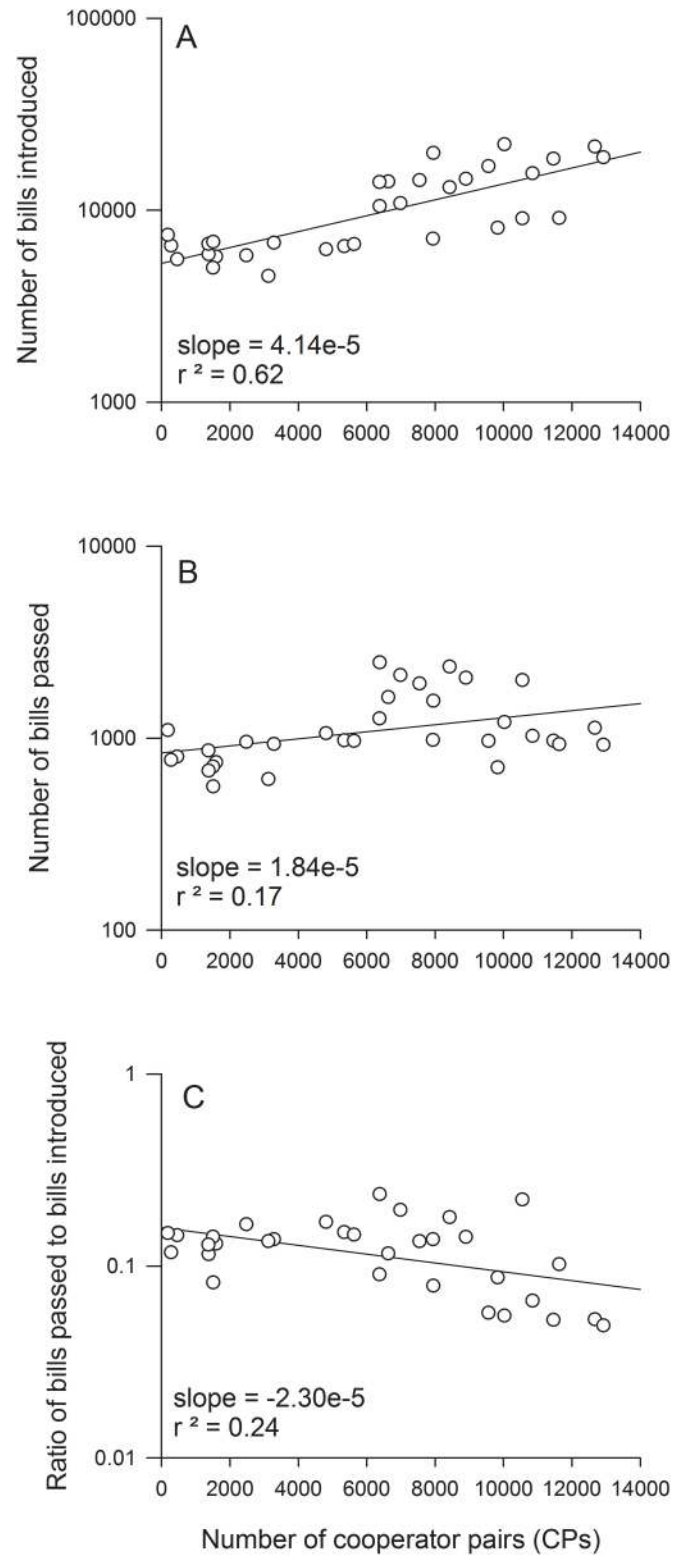 A
Number of bills introduced
100000
10000
1000
slope = 4.14e-5
r ² = 0.62
0 2000 4000 6000 8000 10000 12000 14000
B
Number of bills passed
10000
1000
100
slope = 1.84e-5
r ² = 0.17
0 2000 4000 6000 8000 10000 12000 14000
C
Ratio of bills passed to bills introduced
1
0.1
0.01
slope = -2.30e-5
r ² = 0.24
0 2000 4000 6000 8000 10000 12000 14000
Number of cooperator pairs (CPs)